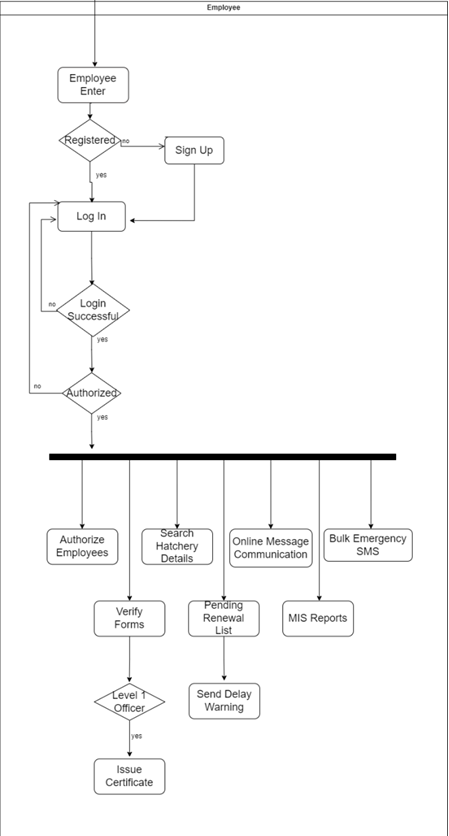 Employee
Employee
Enter
Registered
no
Sign Up
yes
Log In
Login
Successful
no
yes
Authorized
no
yes
Authorize
Employees
Search
Hatchery
Details
Online Message
Communication
Bulk Emergency
SMS
Verify
Forms
Pending
Renewal
List
MIS Reports
Level 1
Officer
Send Delay
Warning
yes
Issue
Certificate